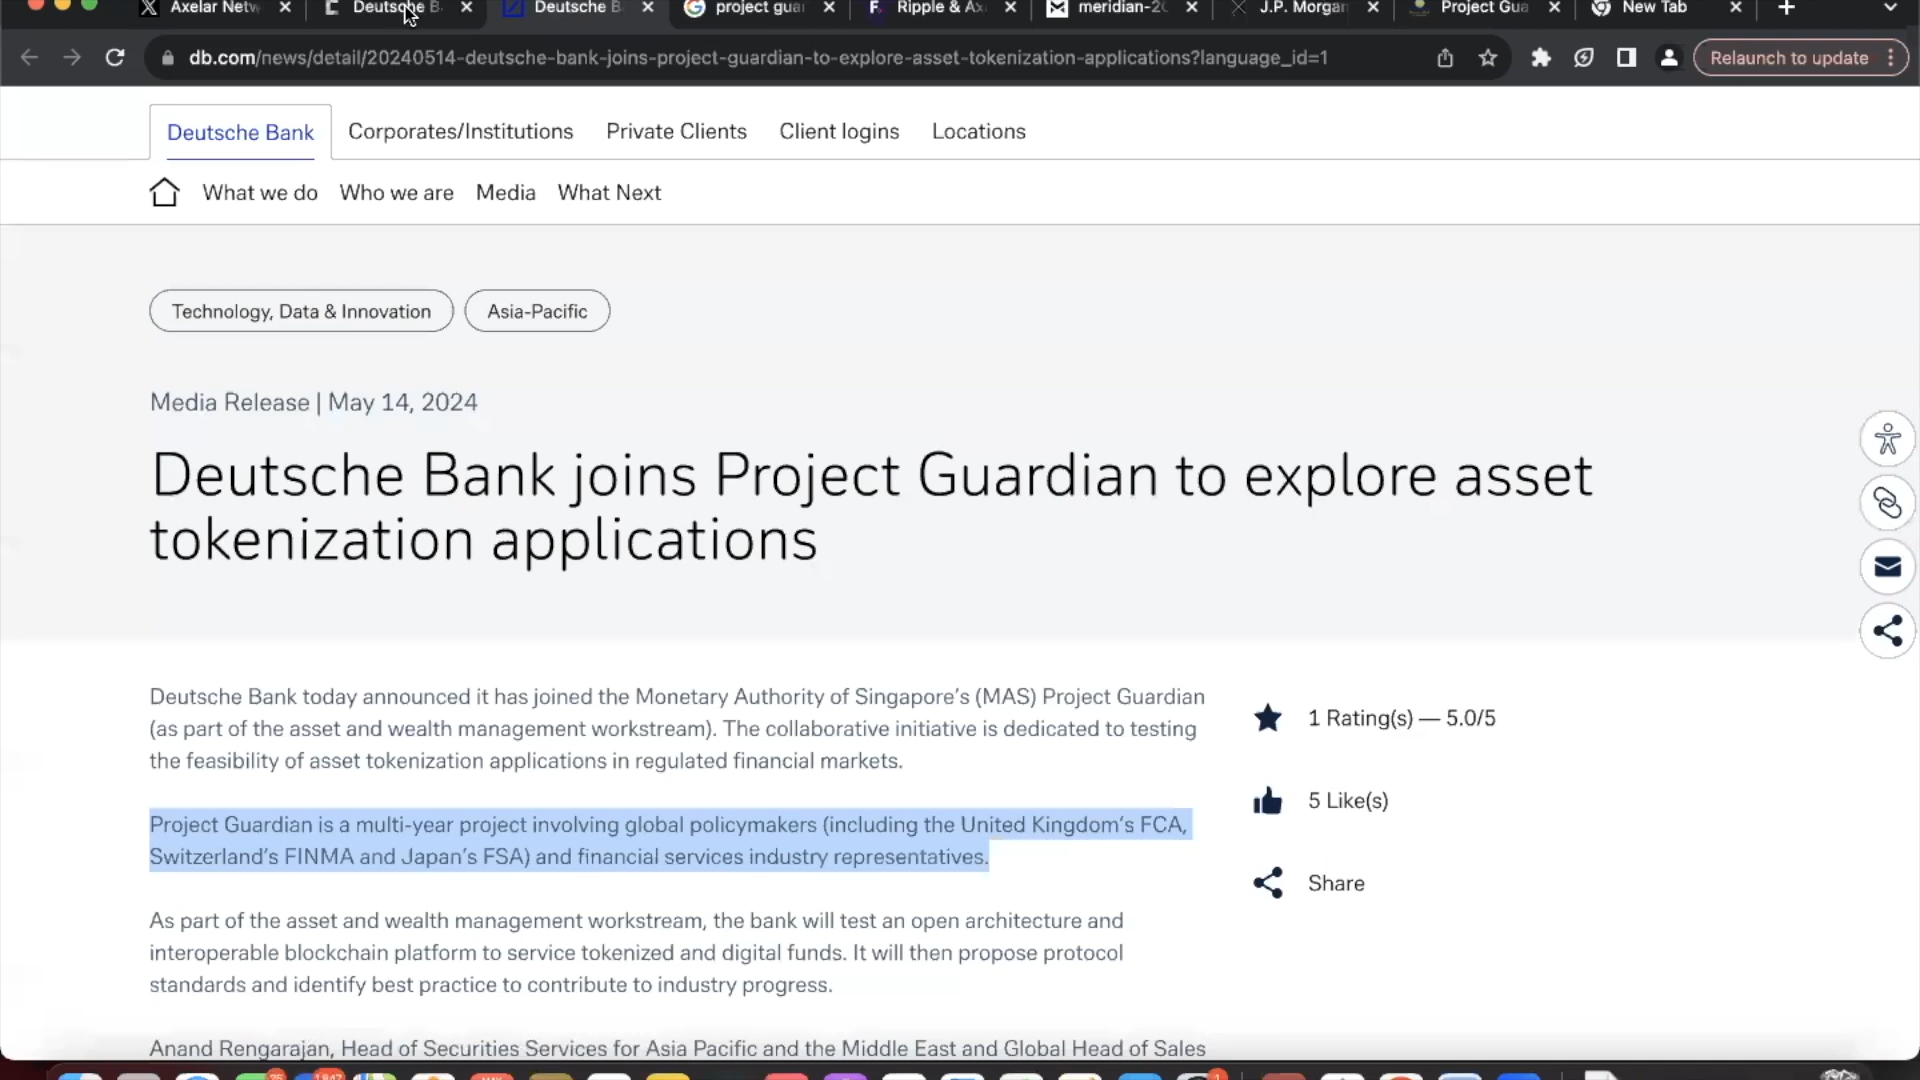 Axelar Netw
Deutsche B
Deutsche B
project gua
Ripple & Ax
meridian-20
J.P. Morgan
Project Gua
New Tab
db.com/news/detail/20240514-deutsche-bank-joins-project-guardian-to-explore-asset-tokenization-applications?language_id=1
Relaunch to update
Deutsche Bank
Corporates/Institutions
Private Clients
Client logins
Locations
What we do
Who we are
Media
What Next
Technology, Data & Innovation
Asia-Pacific
Media Release | May 14, 2024
Deutsche Bank joins Project Guardian to explore asset
tokenization applications
Deutsche Bank today announced it has joined the Monetary Authority of Singapore's (MAS) Project Guardian
(as part of the asset and wealth management workstream). The collaborative initiative is dedicated to testing
the feasibility of asset tokenization applications in regulated financial markets.
Project Guardian is a multi-year project involving global policymakers (including the United Kingdom's FCA,
Switzerland's FINMA and Japan's FSA) and financial services industry representatives.
As part of the asset and wealth management workstream, the bank will test an open architecture and
interoperable blockchain platform to service tokenized and digital funds. It will then propose protocol
standards and identify best practice to contribute to industry progress.
Anand Rengarajan, Head of Securities Services for Asia Pacific and the Middle East and Global Head of Sales
1 Rating(s) — 5.0/5
5 Like(s)
Share